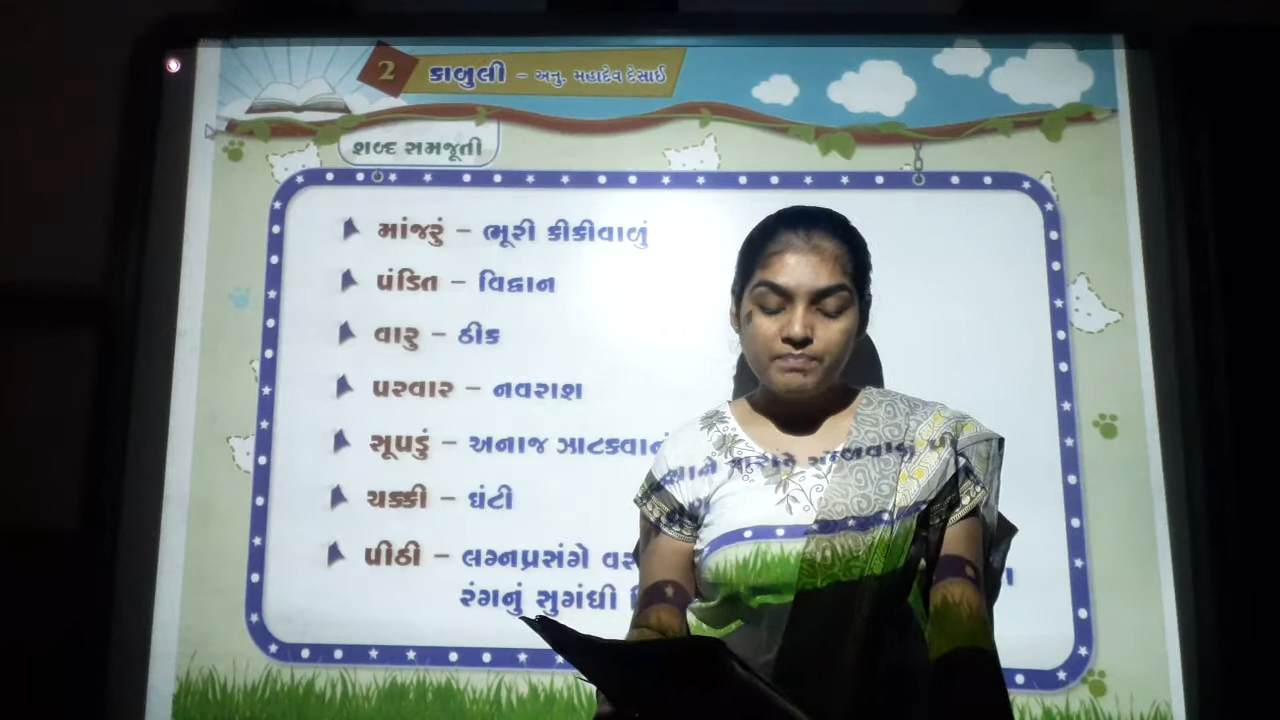 2 કાબુલી – અનુ. મહાદેવ દેસાઈ
શબ્દ સમજૂતી
માંજરું – ભૂરી કીકીવાળું
પંડિત – વિદ્વાન
વારુ – ઠીક
પરવાર – નવરાશ
સૂપડું – અનાજ ઝાટકવાનું
ચક્કી – ઘંટી
પીઠી – લગ્નપ્રસંગે
રંગનું સુગંધી